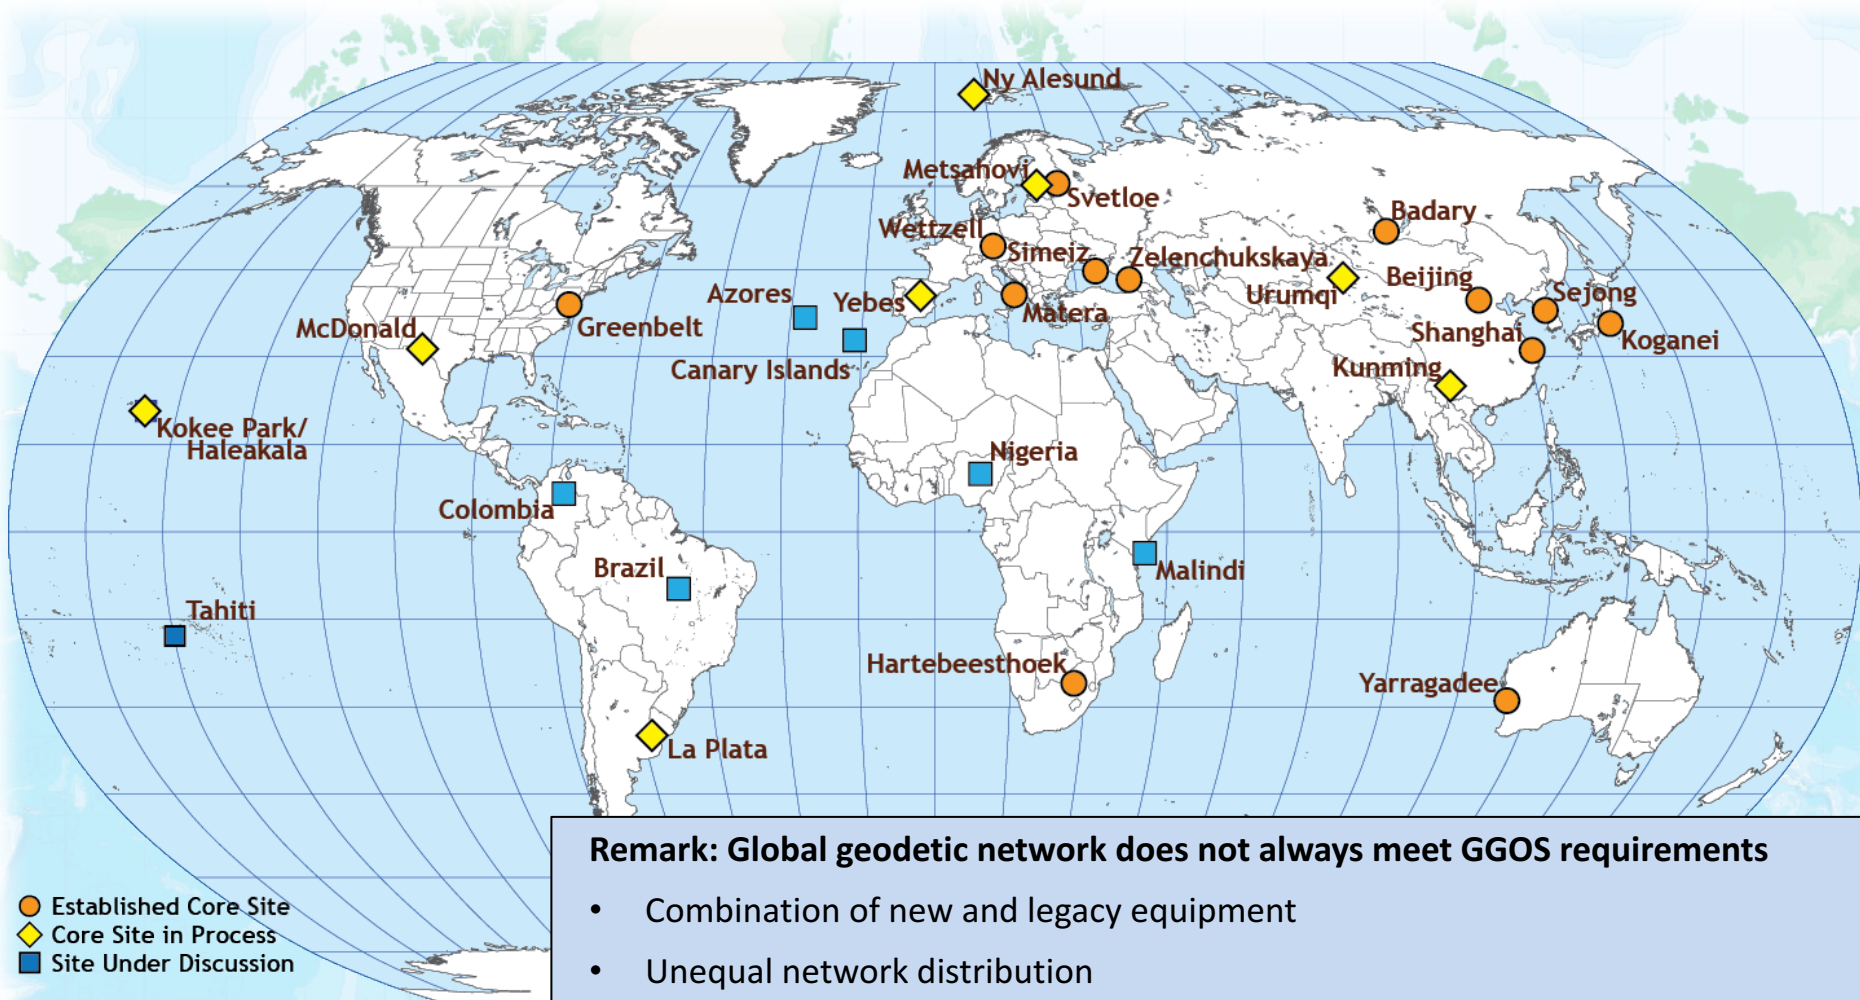 Ny Alesund
Metsahovi
Svetloe
Badary
Wettzell
Simeiz
Zelenchukskaya
Beijing
Urumqi
Sejong
Azores
Yebes
Matera
Greenbelt
McDonald
Shanghai
Koganei
Canary Islands
Kunming
Kokee Park/
Haleakala
Nigeria
Colombia
Brazil
Malindi
Tahiti
Hartebeesthoek
Yarragadee
La Plata
Remark: Global geodetic network does not always meet GGOS requirements
• Combination of new and legacy equipment
• Unequal network distribution
Established Core Site
Core Site in Process
Site Under Discussion